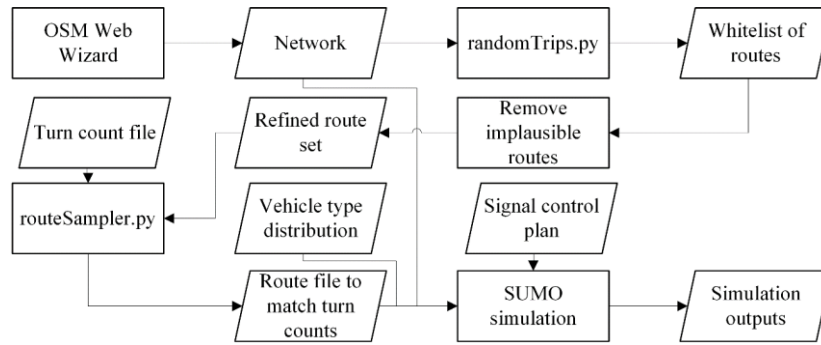 OSM Web
Wizard
Network
randomTrips.py
Whitelist of
routes
Turn count file
Refined route
set
Remove
implausible
routes
routeSampler.py
Vehicle type
distribution
Signal control
plan
Route file to
match turn
counts
SUMO
simulation
Simulation
outputs